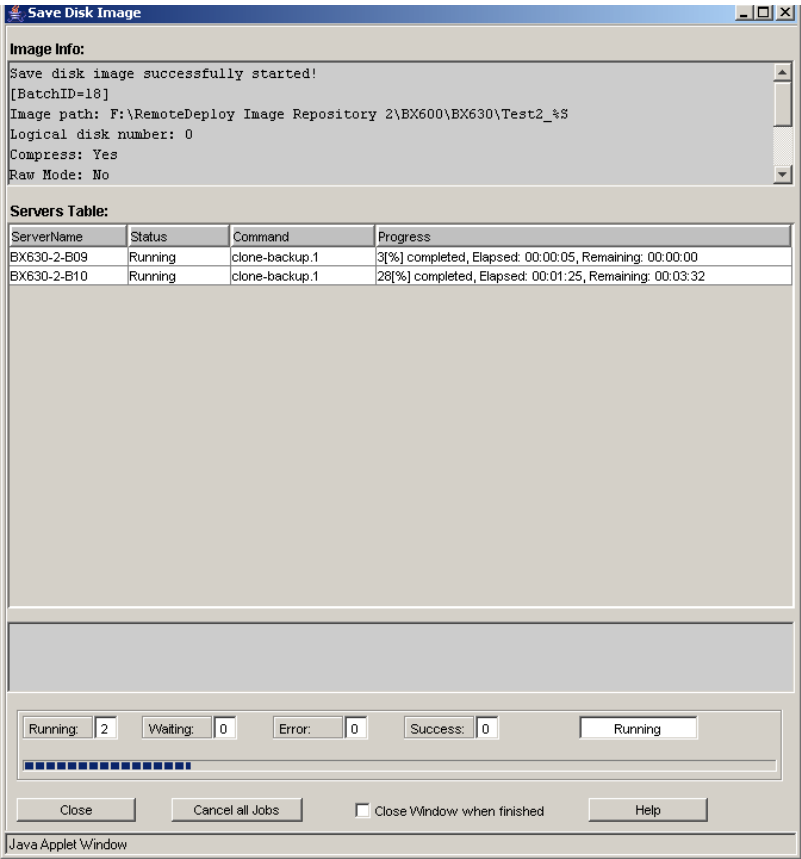 Save Disk Image
Image Info:
Save disk image successfully started!
[BatchID=18]
Image path: F:\RemoteDeploy Image Repository 2\BX600\BX630\Test2_%S
Logical disk number: 0
Compress: Yes
Raw Mode: No
Servers Table:
ServerName Status Command Progress
BX630-2-B09 Running clone-backup.1 3[%] completed, Elapsed: 00:00:05, Remaining: 00:00:00
BX630-2-B10 Running clone-backup.1 28[%] completed, Elapsed: 00:01:25, Remaining: 00:03:32
Running: 2 Waiting: 0 Error: 0 Success: 0 Running
Close Cancel all Jobs Close Window when finished Help
Java Applet Window